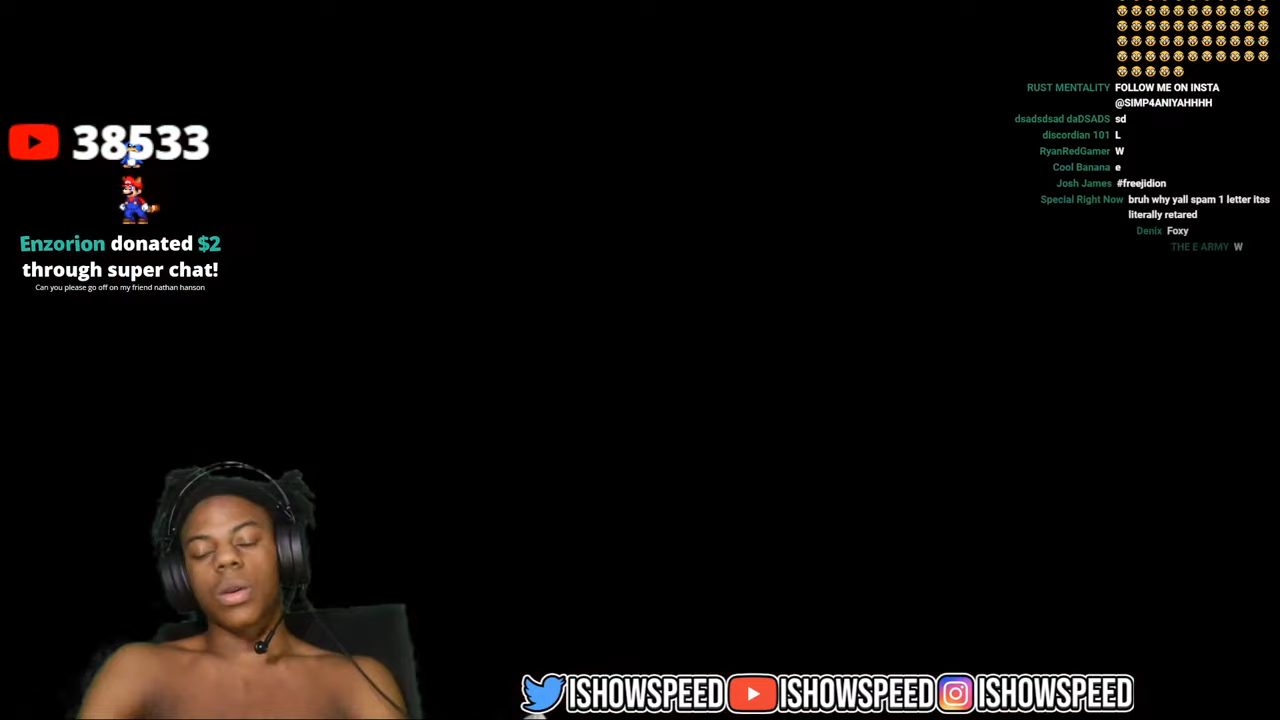 38533
Enzorion donated $2
through super chat!
Can you please go off on my friend nathan hanson
RUST MENTALITY FOLLOW ME ON INSTA
@SIMP4ANIYAHHHH
dsadsdsad daDSADS sd
discordian 101 L
RyanRedGamer W
Cool Banana e
Josh James #freejidion
Special Right Now bruh why yall spam 1 letter itss
literally retared
Denix Foxy
THE E ARMY W
ISHOWSPEED ISHOWSPEED ISHOWSPEED